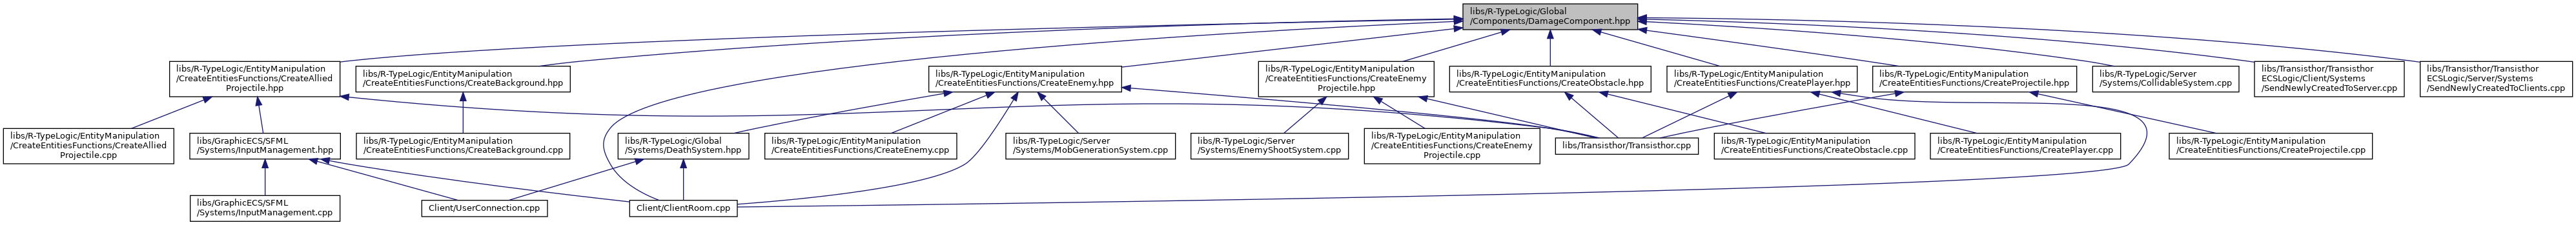 libs/R-TypeLogic/Global
/Components/DamageComponent.hpp
libs/R-TypeLogic/EntityManipulation
/CreateEntitiesFunctions/CreateAllied
Projectile.hpp
libs/R-TypeLogic/EntityManipulation
/CreateEntitiesFunctions/CreateBackground.hpp
libs/R-TypeLogic/EntityManipulation
/CreateEntitiesFunctions/CreateEnemy.hpp
libs/R-TypeLogic/EntityManipulation
/CreateEntitiesFunctions/CreateEnemy
Projectile.hpp
libs/R-TypeLogic/EntityManipulation
/CreateEntitiesFunctions/CreateObstacle.hpp
libs/R-TypeLogic/EntityManipulation
/CreateEntitiesFunctions/CreatePlayer.hpp
libs/R-TypeLogic/EntityManipulation
/CreateEntitiesFunctions/CreateProjectile.hpp
libs/R-TypeLogic/Server
/Systems/CollidableSystem.cpp
libs/Transisthor/Transisthor
ECSLogic/Client/Systems
/SendNewlyCreatedToServer.cpp
libs/Transisthor/Transisthor
ECSLogic/Server/Systems
/SendNewlyCreatedToClients.cpp
libs/R-TypeLogic/EntityManipulation
/CreateEntitiesFunctions/CreateAllied
Projectile.cpp
libs/GraphicECS/SFML
/Systems/InputManagement.hpp
libs/R-TypeLogic/EntityManipulation
/CreateEntitiesFunctions/CreateBackground.cpp
libs/R-TypeLogic/Global
/Systems/DeathSystem.hpp
libs/R-TypeLogic/EntityManipulation
/CreateEntitiesFunctions/CreateEnemy.cpp
libs/R-TypeLogic/Server
/Systems/MobGenerationSystem.cpp
libs/R-TypeLogic/Server
/Systems/EnemyShootSystem.cpp
libs/R-TypeLogic/EntityManipulation
/CreateEntitiesFunctions/CreateEnemy
Projectile.cpp
libs/Transisthor/Transisthor.cpp
libs/R-TypeLogic/EntityManipulation
/CreateEntitiesFunctions/CreateObstacle.cpp
libs/R-TypeLogic/EntityManipulation
/CreateEntitiesFunctions/CreatePlayer.cpp
libs/R-TypeLogic/EntityManipulation
/CreateEntitiesFunctions/CreateProjectile.cpp
libs/GraphicECS/SFML
/Systems/InputManagement.cpp
Client/UserConnection.cpp
Client/ClientRoom.cpp